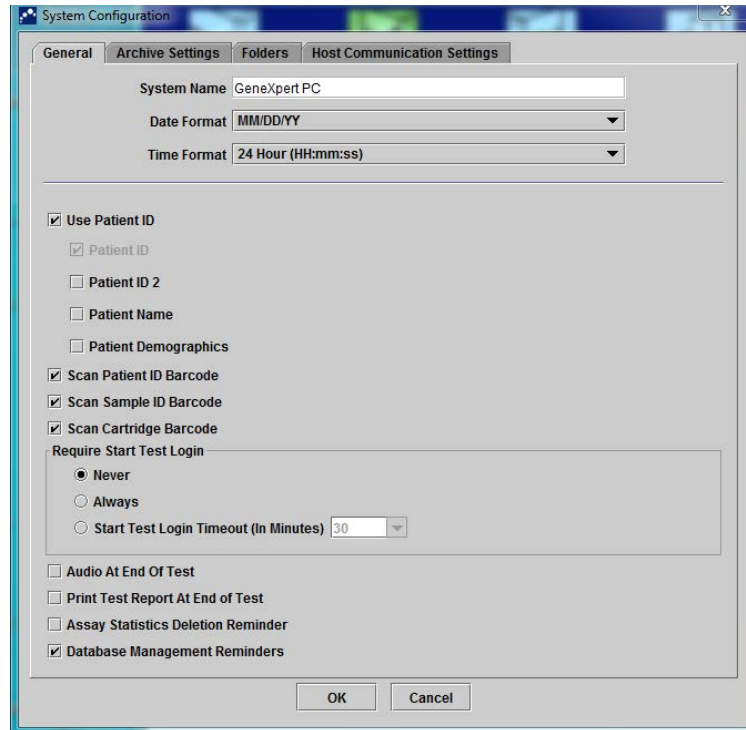 System Configuration
General Archive Settings Folders Host Communication Settings
System Name GeneXpert PC
Date Format MM/DD/YY
Time Format 24 Hour (HH:mm:ss)
Use Patient ID
Patient ID
Patient ID 2
Patient Name
Patient Demographics
Scan Patient ID Barcode
Scan Sample ID Barcode
Scan Cartridge Barcode
Require Start Test Login
Never
Always
Start Test Login Timeout (In Minutes) 30
Audio At End Of Test
Print Test Report At End of Test
Assay Statistics Deletion Reminder
Database Management Reminders
OK Cancel